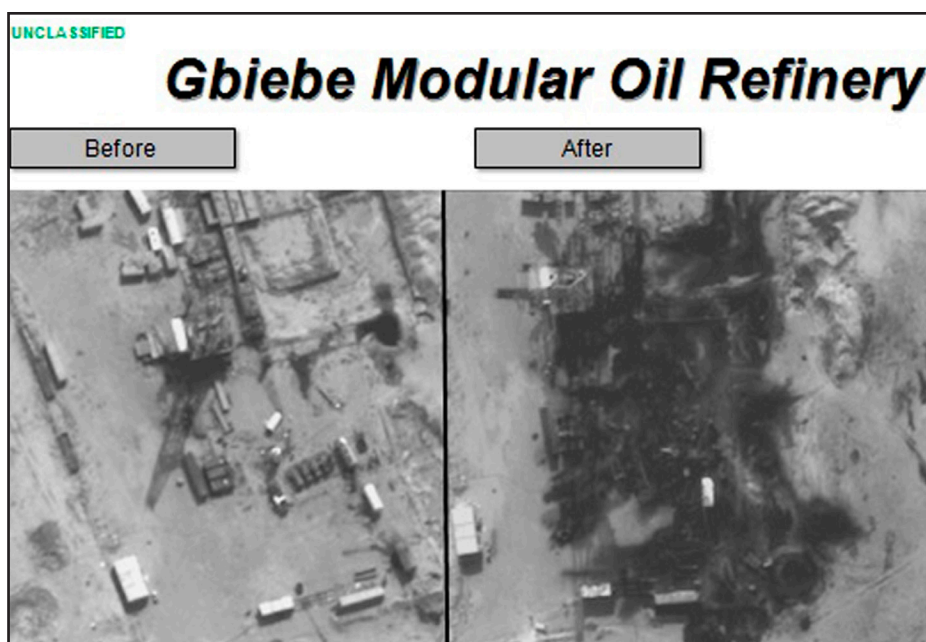 UNCLASSIFIED
Gbiebe Modular Oil Refinery
Before
After